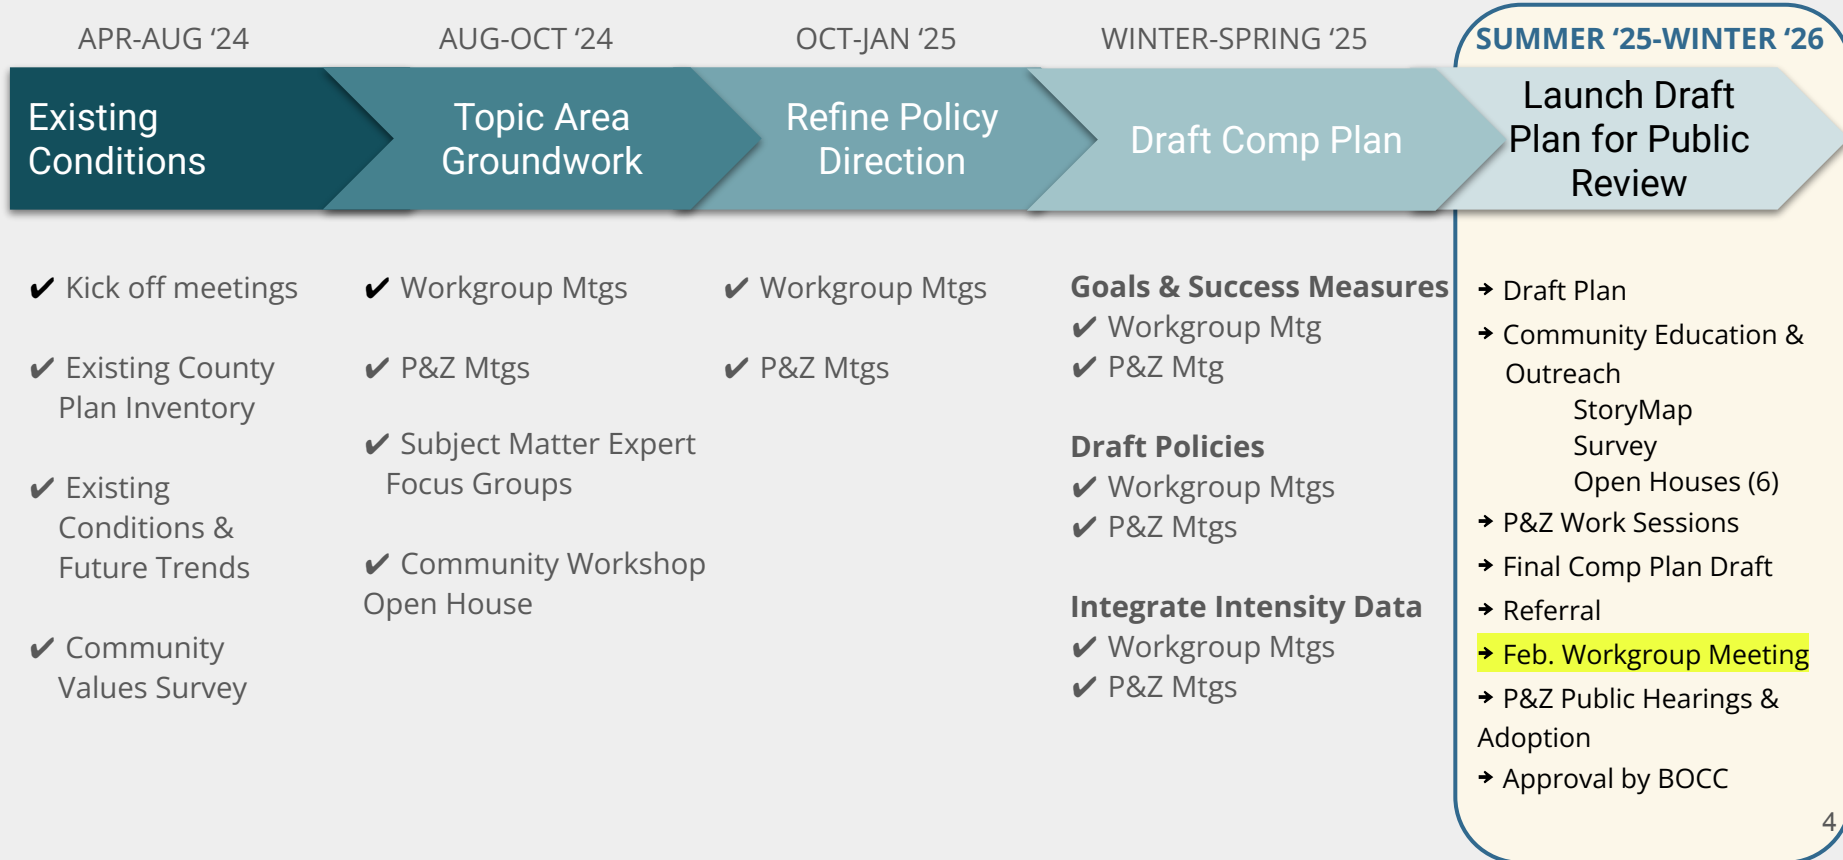 APR-AUG ‘24
Existing
Conditions
✔ Kick off meetings
✔ Existing County
Plan Inventory
✔ Existing
Conditions &
Future Trends
✔ Community
Values Survey
AUG-OCT ‘24
Topic Area
Groundwork
✔ Workgroup Mtgs
✔ P&Z Mtgs
✔ Subject Matter Expert
Focus Groups
✔ Community Workshop
Open House
OCT-JAN ‘25
Refine Policy
Direction
✔ Workgroup Mtgs
✔ P&Z Mtgs
WINTER-SPRING ‘25
Draft Comp Plan
Goals & Success Measures
✔ Workgroup Mtg
✔ P&Z Mtg
Draft Policies
✔ Workgroup Mtgs
✔ P&Z Mtgs
Integrate Intensity Data
✔ Workgroup Mtgs
✔ P&Z Mtgs
SUMMER ‘25-WINTER ‘26
Launch Draft
Plan for Public
Review
➔ Draft Plan
➔ Community Education &
Outreach
StoryMap
Survey
Open Houses (6)
➔ P&Z Work Sessions
➔ Final Comp Plan Draft
➔ Referral
➔ Feb. Workgroup Meeting
➔ P&Z Public Hearings &
Adoption
➔ Approval by BOCC
4